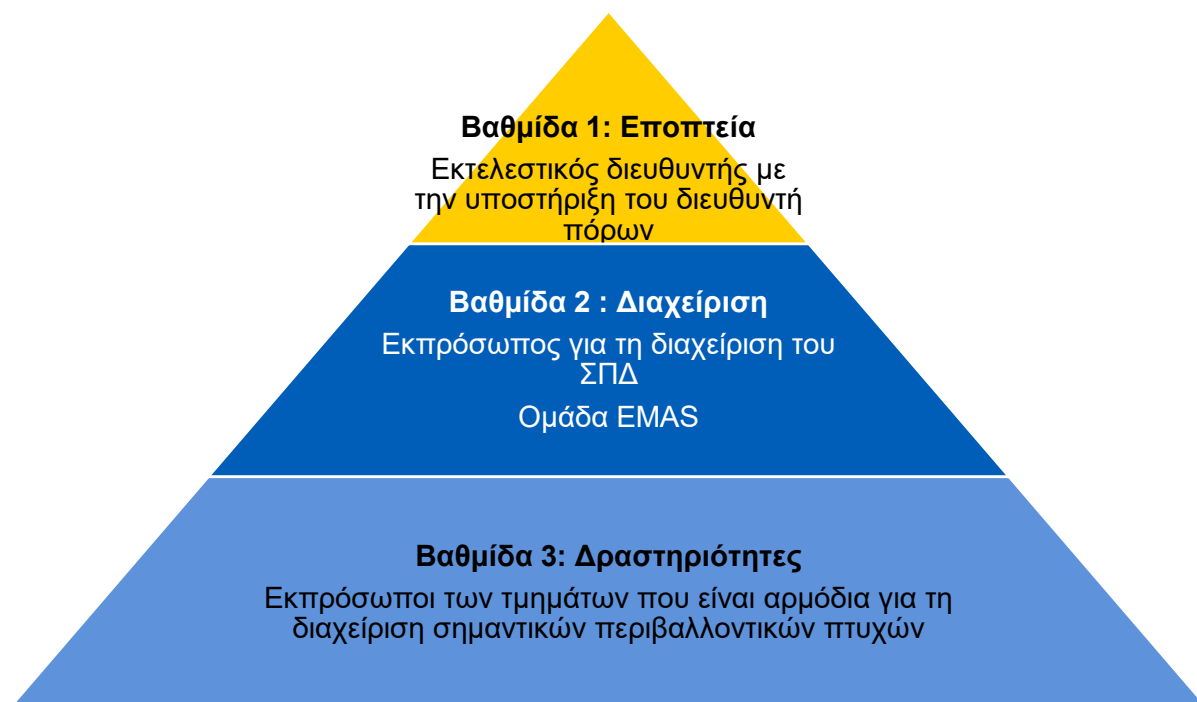 Βαθμίδα 1: Εποπτεία
Εκτελεστικός διευθυντής με
την υποστήριξη του διευθυντή
πόρων
Βαθμίδα 2 : Διαχείριση
Εκπρόσωπος για τη διαχείριση του
ΣΠΔ
Ομάδα EMAS
Βαθμίδα 3: Δραστηριότητες
Εκπρόσωποι των τμημάτων που είναι αρμόδια για τη
διαχείριση σημαντικών περιβαλλοντικών πτυχών